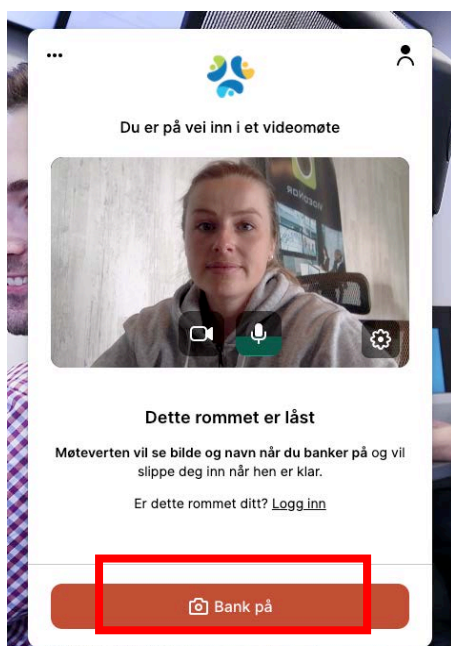 Du er på vei inn i et videomøte
Dette rommet er låst
Møteverten vil se bilde og navn når du banker på og vil
slippe deg inn når hen er klar.
Er dette rommet ditt? Logg inn
Bank på